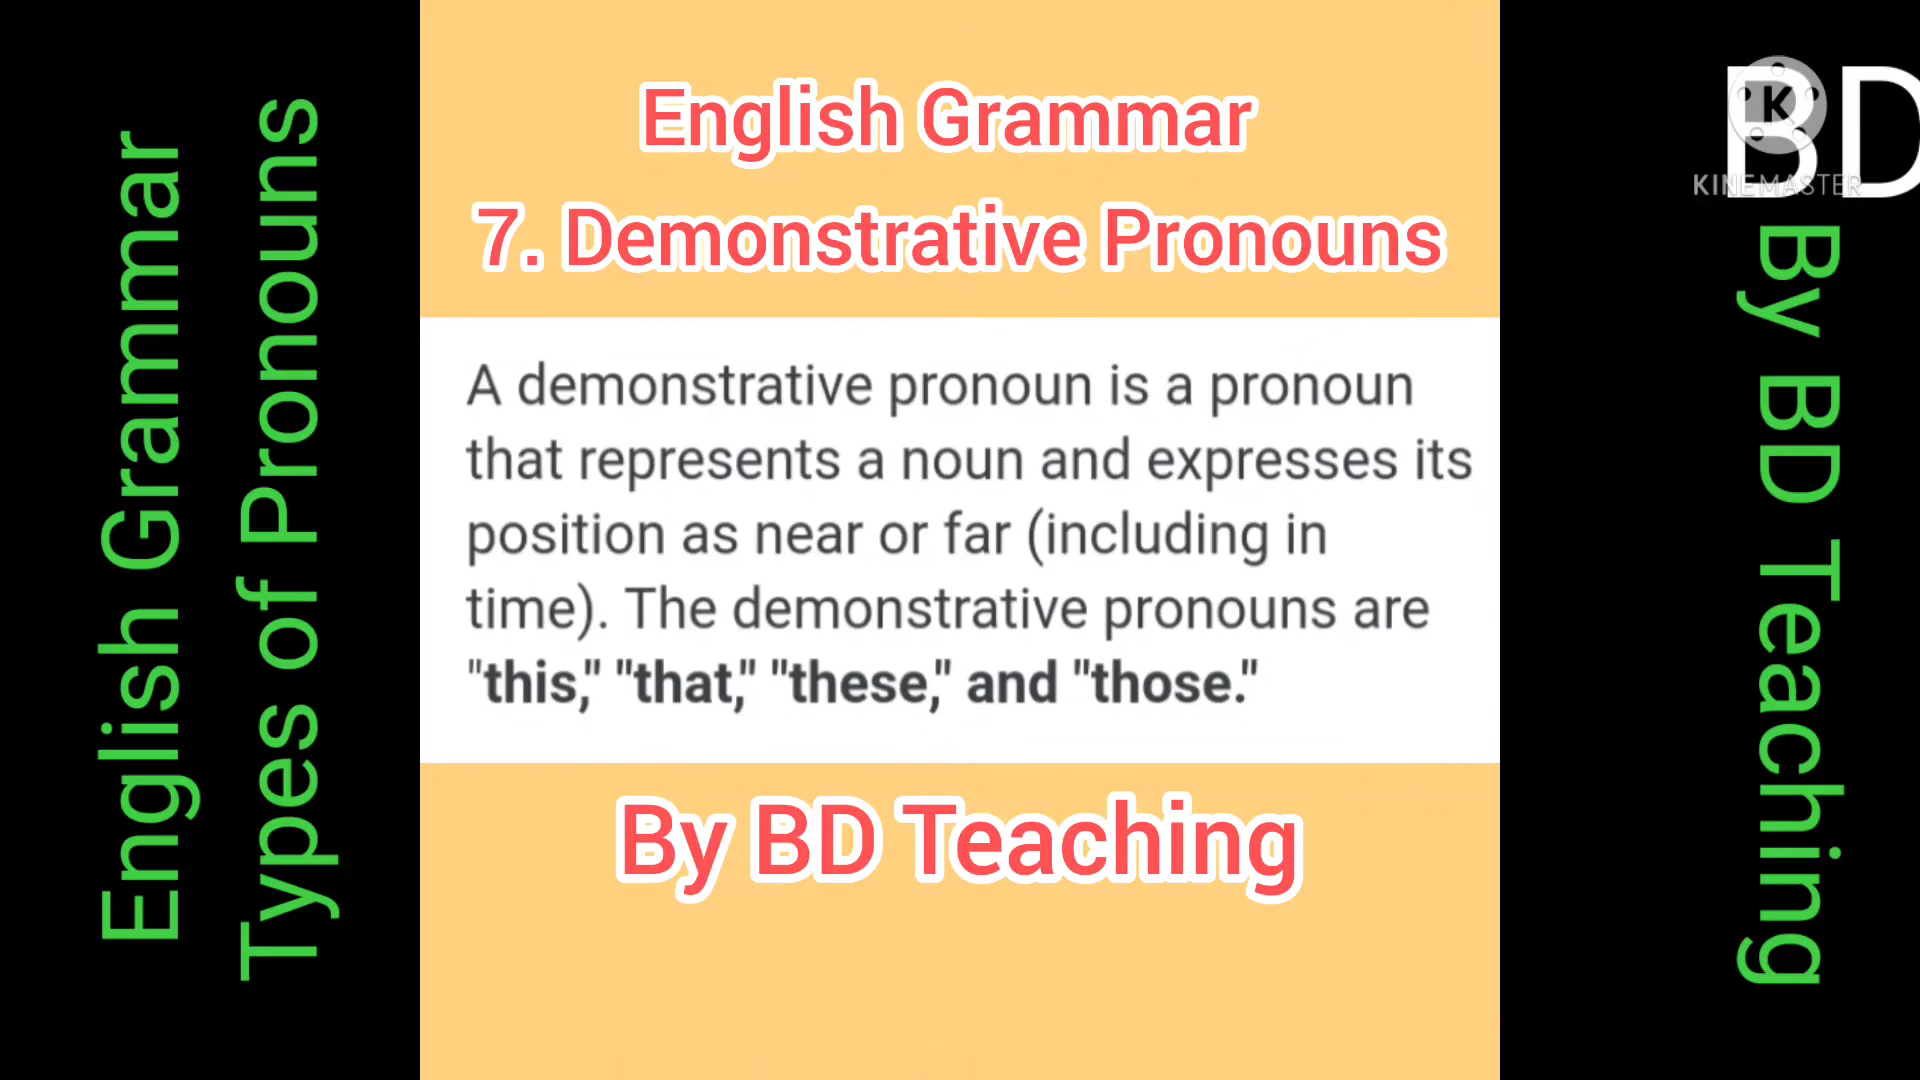 English Grammar
Types of Pronouns
English Grammar
7. Demonstrative Pronouns
A demonstrative pronoun is a pronoun
that represents a noun and expresses its
position as near or far (including in
time). The demonstrative pronouns are
"this," "that," "these," and "those."
By BD Teaching
BD
K
KINEMASTER
By BD Teaching